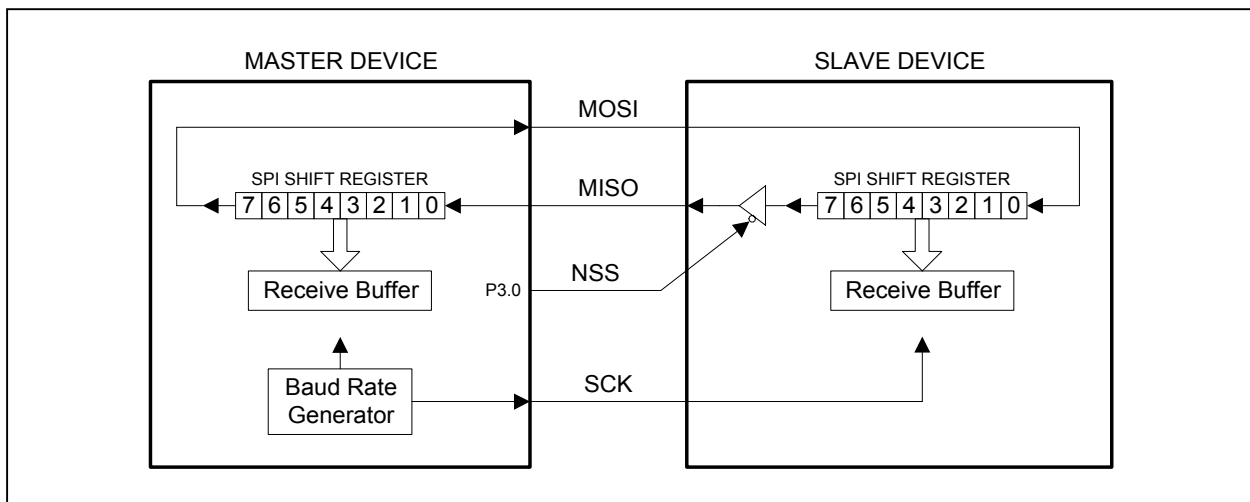 MASTER DEVICE
SLAVE DEVICE
MOSI
SPI SHIFT REGISTER
7 6 5 4 3 2 1 0
MISO
SPI SHIFT REGISTER
7 6 5 4 3 2 1 0
Receive Buffer
P3.0
NSS
Receive Buffer
Baud Rate
Generator
SCK